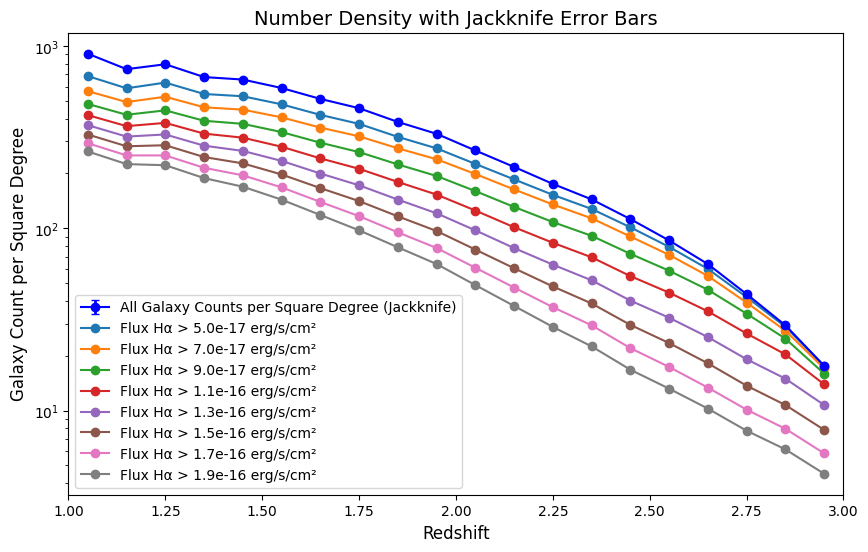 Number Density with Jackknife Error Bars
Galaxy Count per Square Degree
10³
10²
10¹
All Galaxy Counts per Square Degree (Jackknife)
Flux Hα > 5.0e-17 erg/s/cm²
Flux Hα > 7.0e-17 erg/s/cm²
Flux Hα > 9.0e-17 erg/s/cm²
Flux Hα > 1.1e-16 erg/s/cm²
Flux Hα > 1.3e-16 erg/s/cm²
Flux Hα > 1.5e-16 erg/s/cm²
Flux Hα > 1.7e-16 erg/s/cm²
Flux Hα > 1.9e-16 erg/s/cm²
1.00 1.25 1.50 1.75 2.00 2.25 2.50 2.75 3.00
Redshift